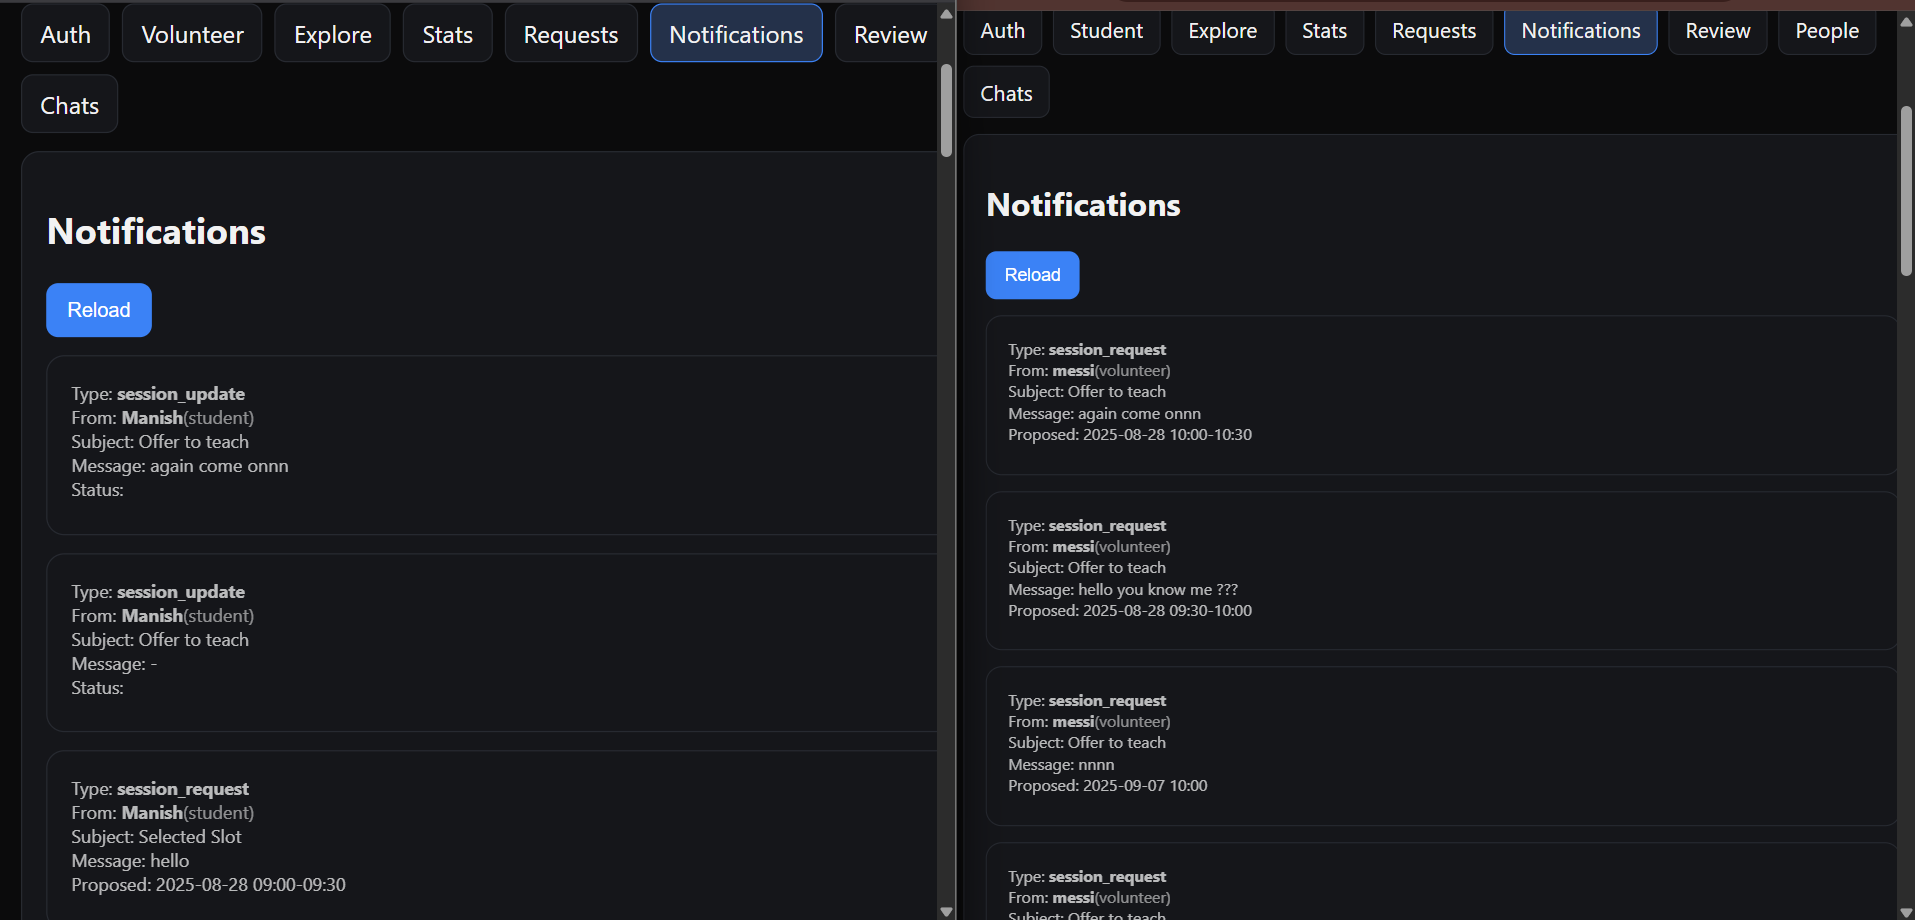 Auth Volunteer Explore Stats Requests Notifications Review
Chats
Notifications
Reload
Type: session_update
From: Manish(student)
Subject: Offer to teach
Message: again come onnn
Status:
Type: session_update
From: Manish(student)
Subject: Offer to teach
Message: -
Status:
Type: session_request
From: Manish(student)
Subject: Selected Slot
Message: hello
Proposed: 2025-08-28 09:00-09:30
Auth Student Explore Stats Requests Notifications Review People
Chats
Notifications
Reload
Type: session_request
From: messi(volunteer)
Subject: Offer to teach
Message: again come onnn
Proposed: 2025-08-28 10:00-10:30
Type: session_request
From: messi(volunteer)
Subject: Offer to teach
Message: hello you know me ???
Proposed: 2025-08-28 09:30-10:00
Type: session_request
From: messi(volunteer)
Subject: Offer to teach
Message: nnnn
Proposed: 2025-09-07 10:00
Type: session_request
From: messi(volunteer)
Subject: Offer to teach